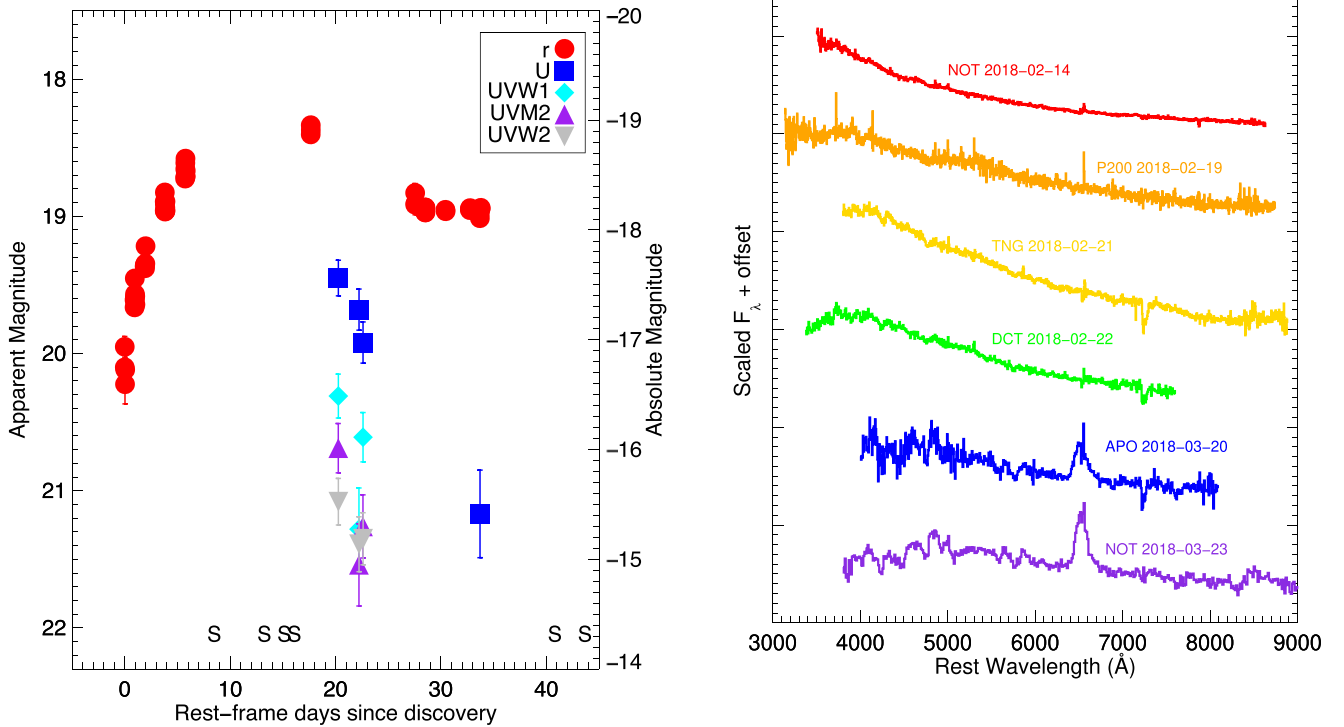 −20
18
−19
19
−18
20
−17
−16
21
−15
22
−14
0
10
20
30
40
Apparent Magnitude
Absolute Magnitude
Rest−frame days since discovery
r
U
UVW1
UVM2
UVW2
S S S S S S
NOT 2018−02−14
P200 2018−02−19
TNG 2018−02−21
DCT 2018−02−22
APO 2018−03−20
NOT 2018−03−23
Scaled Fλ + offset
3000 4000 5000 6000 7000 8000 9000
Rest Wavelength (Å)